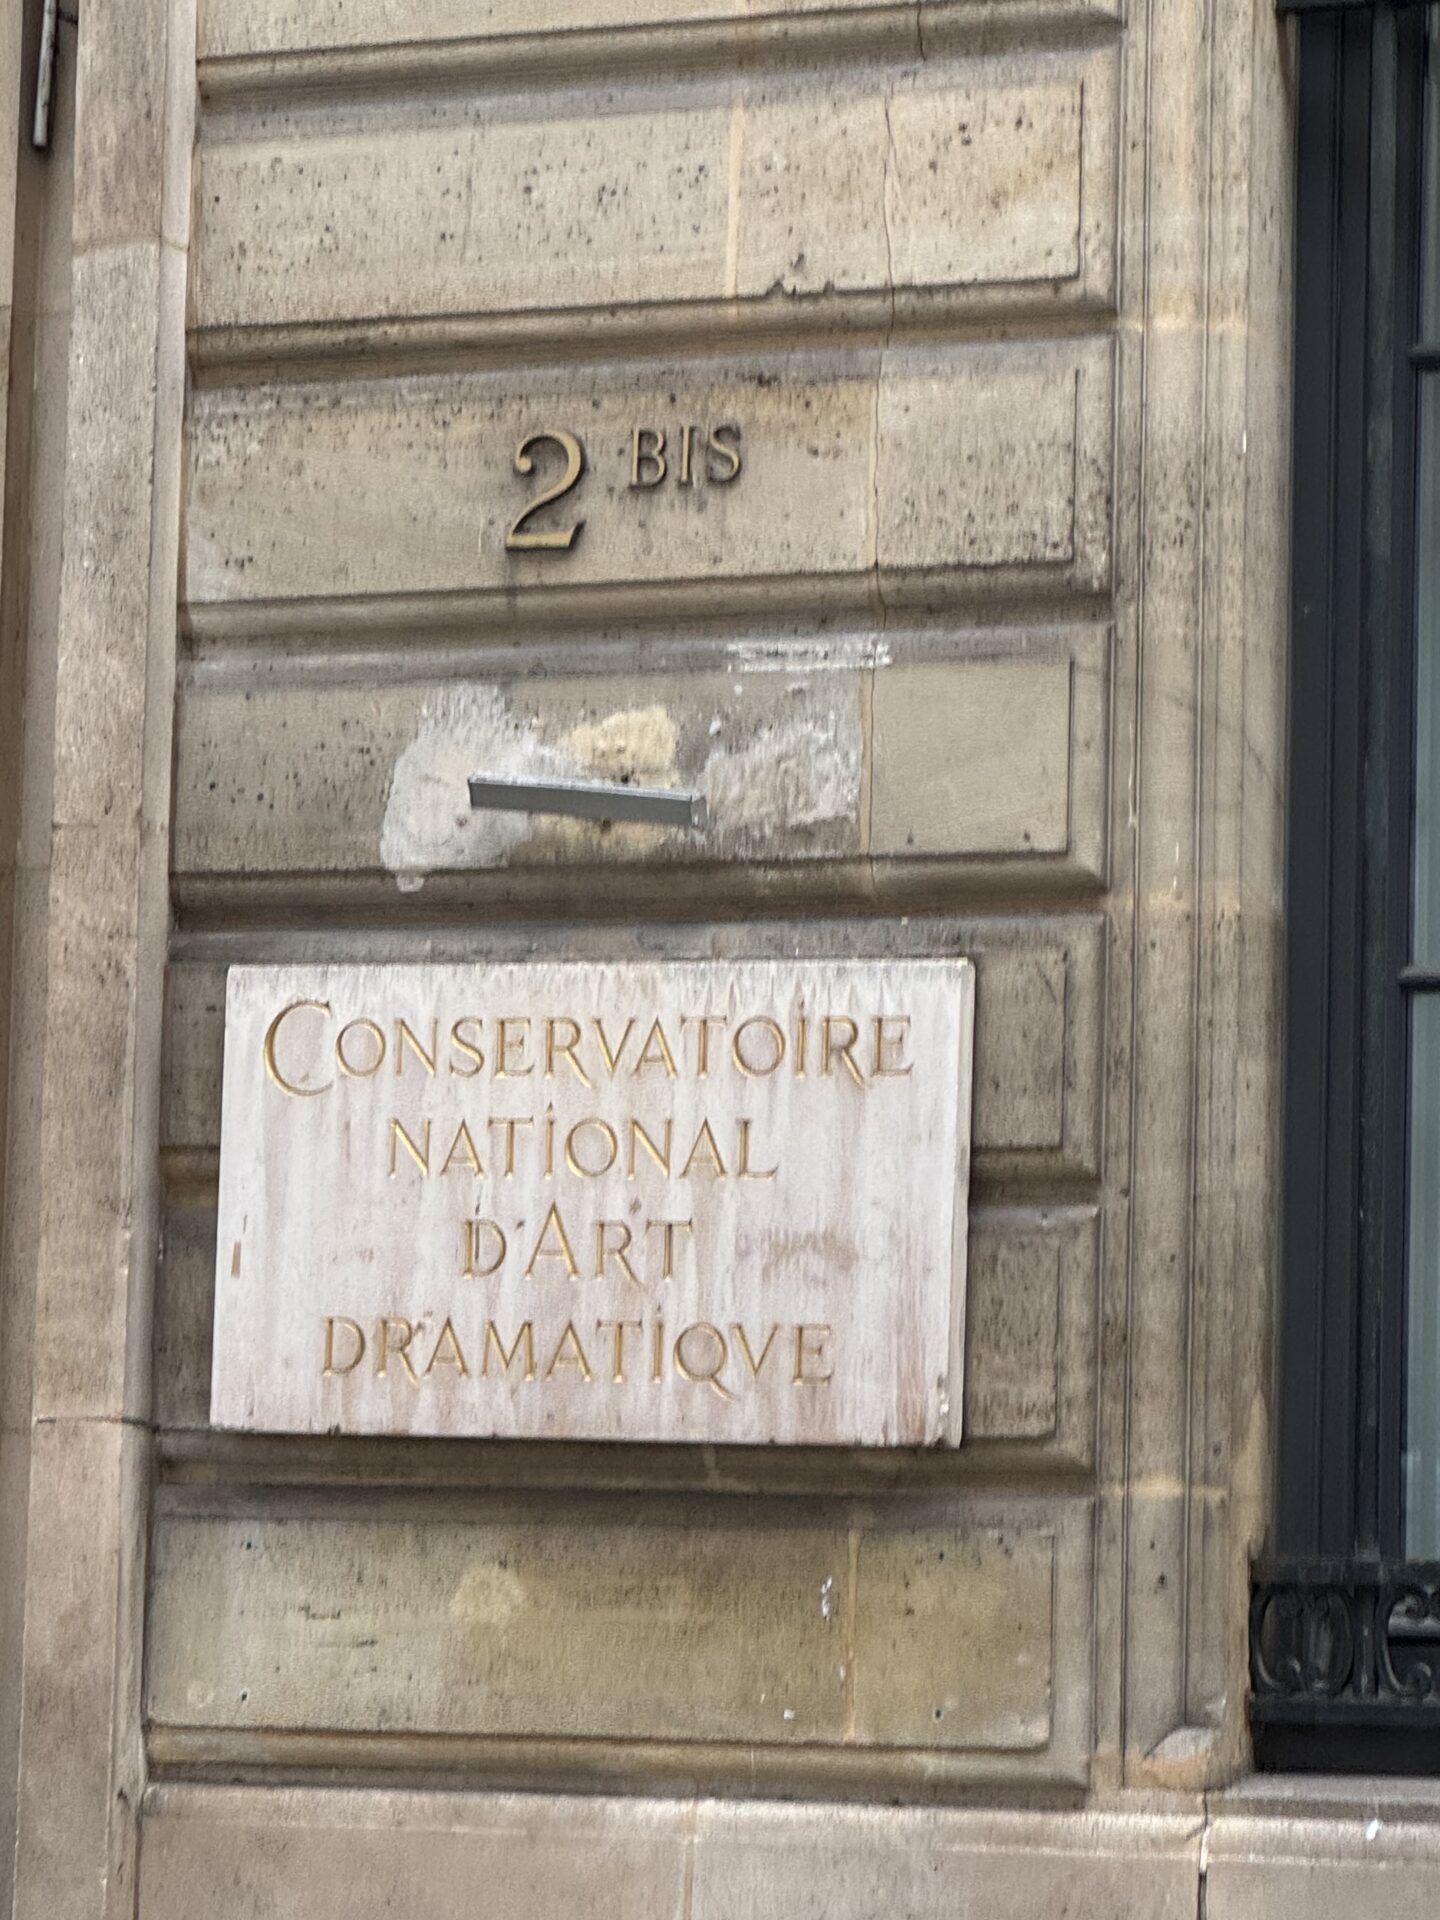 2 BIS
CONSERVATOIRE
NATIONAL
D'ART
DRAMATIQVE